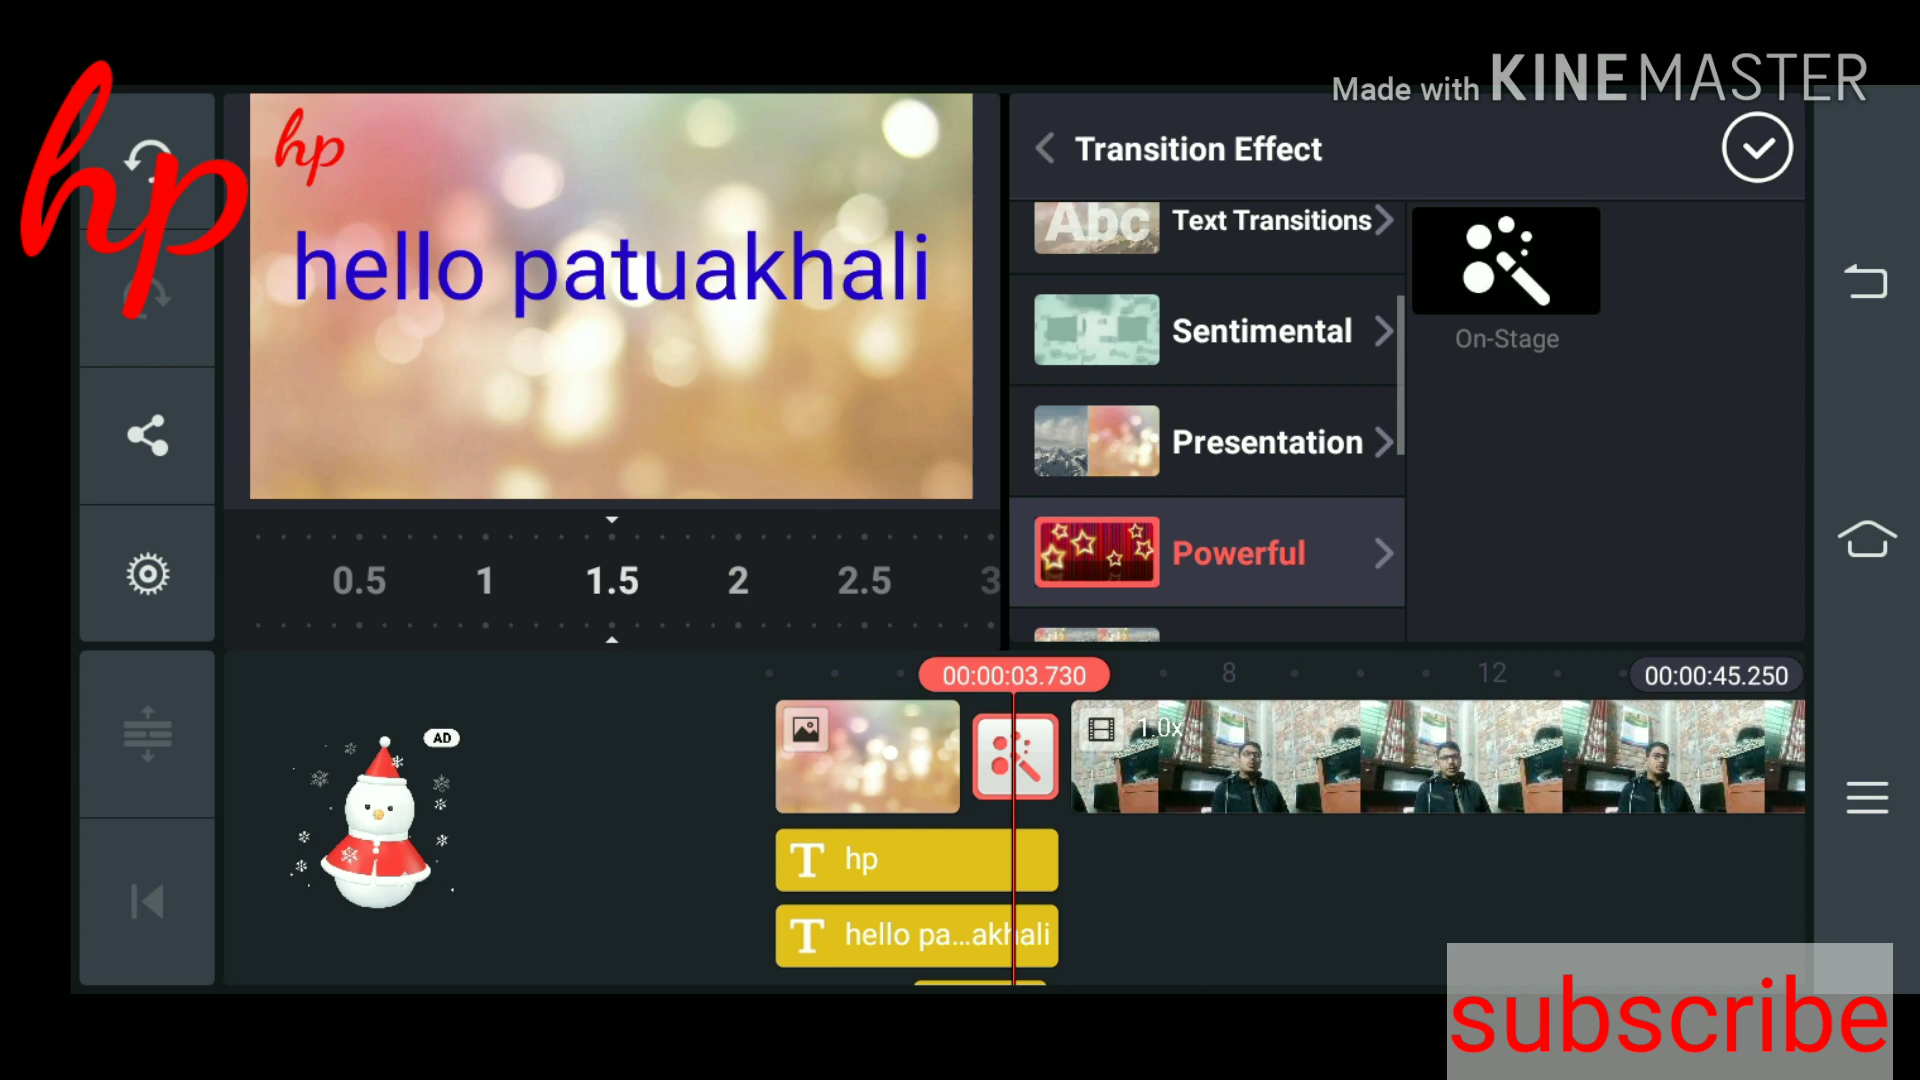 Made with KINEMASTER
hp
hp
hello patuakhali
Transition Effect
Abc
Text Transitions
Sentimental
Presentation
Powerful
On-Stage
0.5 1 1.5 2 2.5 3
00:00:03.730 8 12 00:00:45.250
AD
1.0x
T hp
T hello pa...akhali
subscribe